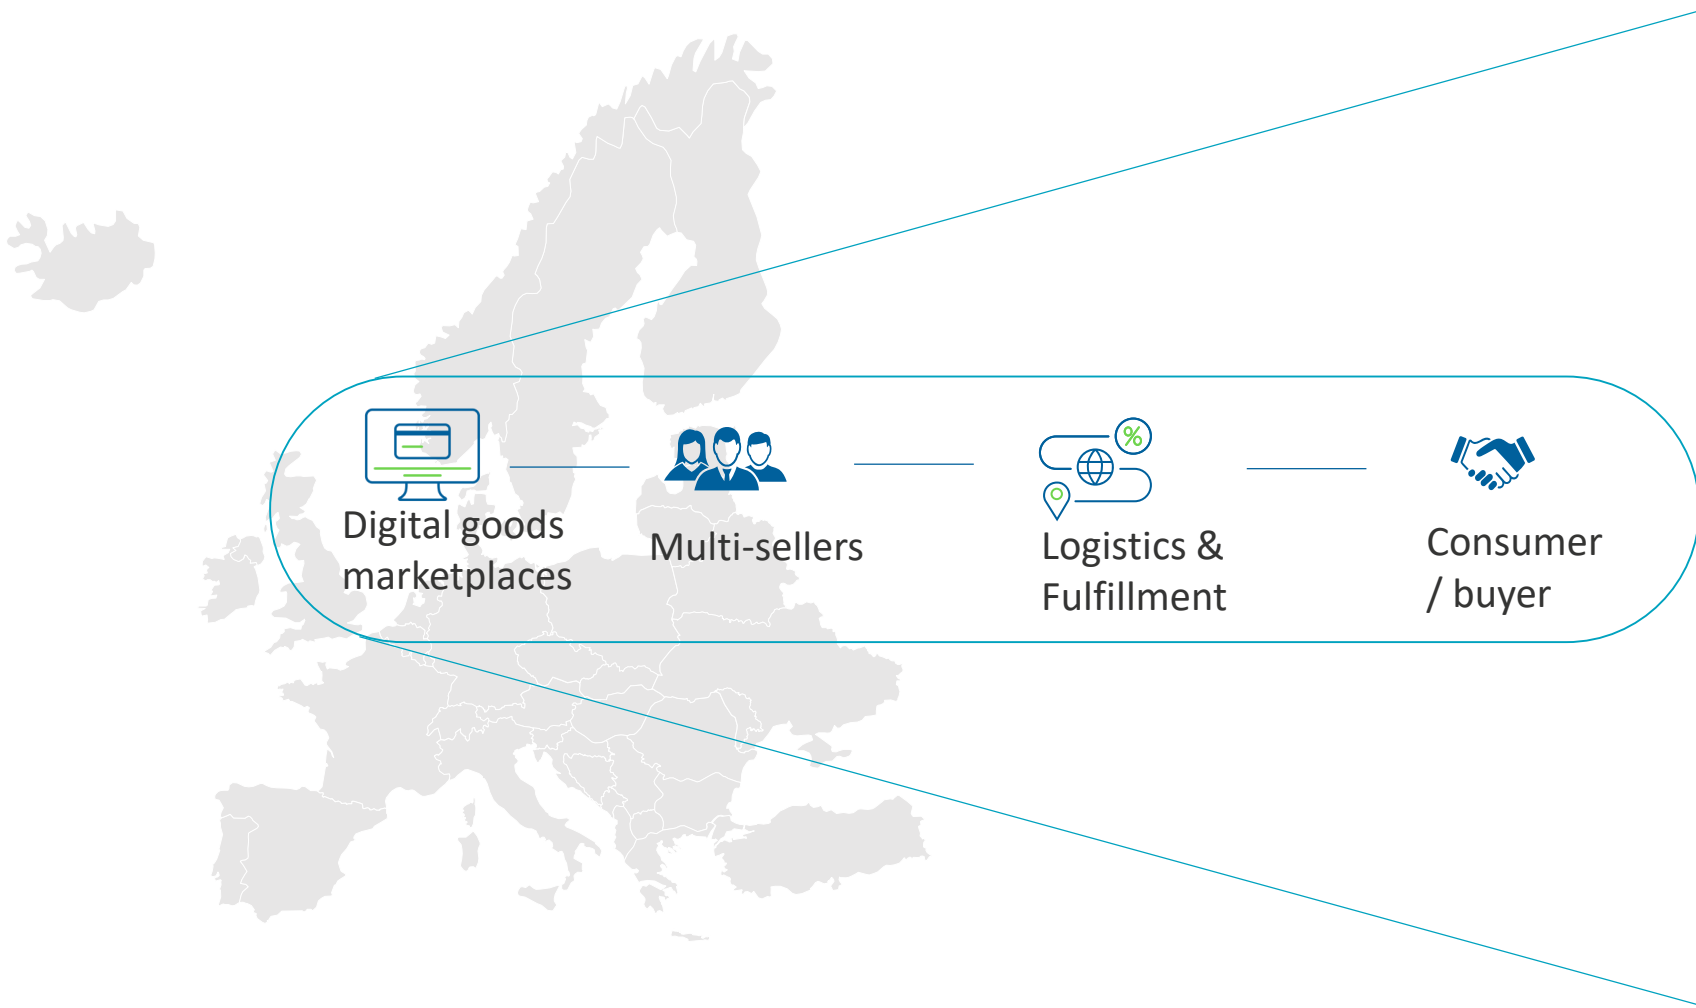 Digital goods
marketplaces
Multi-sellers
%
Logistics &
Fulfillment
Consumer
/ buyer